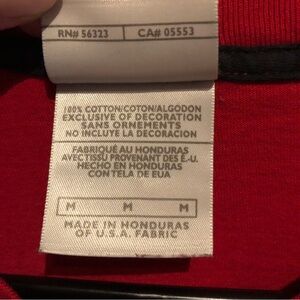 RN# 56323 | CA# 05553
100% COTTON/COTON/ALGODON
EXCLUSIVE OF DECORATION
SANS ORNEMENTS
NO INCLUYE LA DECORACION
FABRIQUÉ AU HONDURAS
AVEC TISSU PROVENANT DES É.-U.
HECHO EN HONDURAS
CON TELA DE EUA
M M M
MADE IN HONDURAS
OF U.S.A. FABRIC